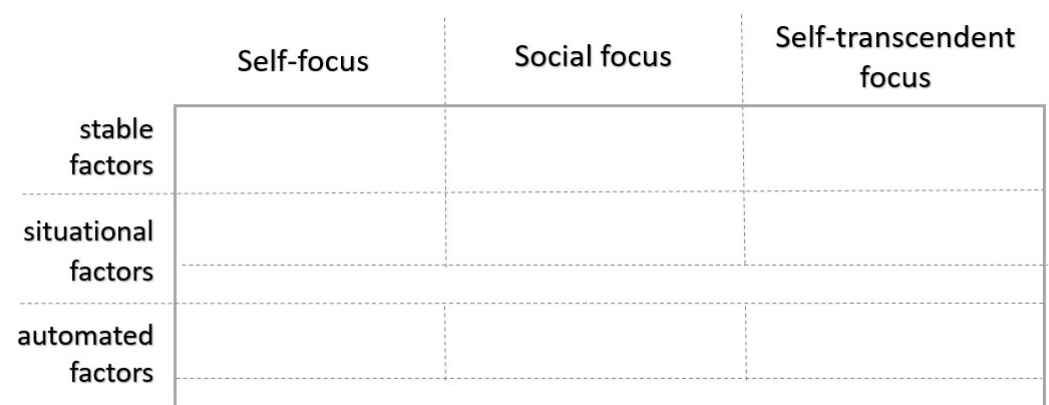 Self-focus
Social focus
Self-transcendent
focus
stable
factors
situational
factors
automated
factors